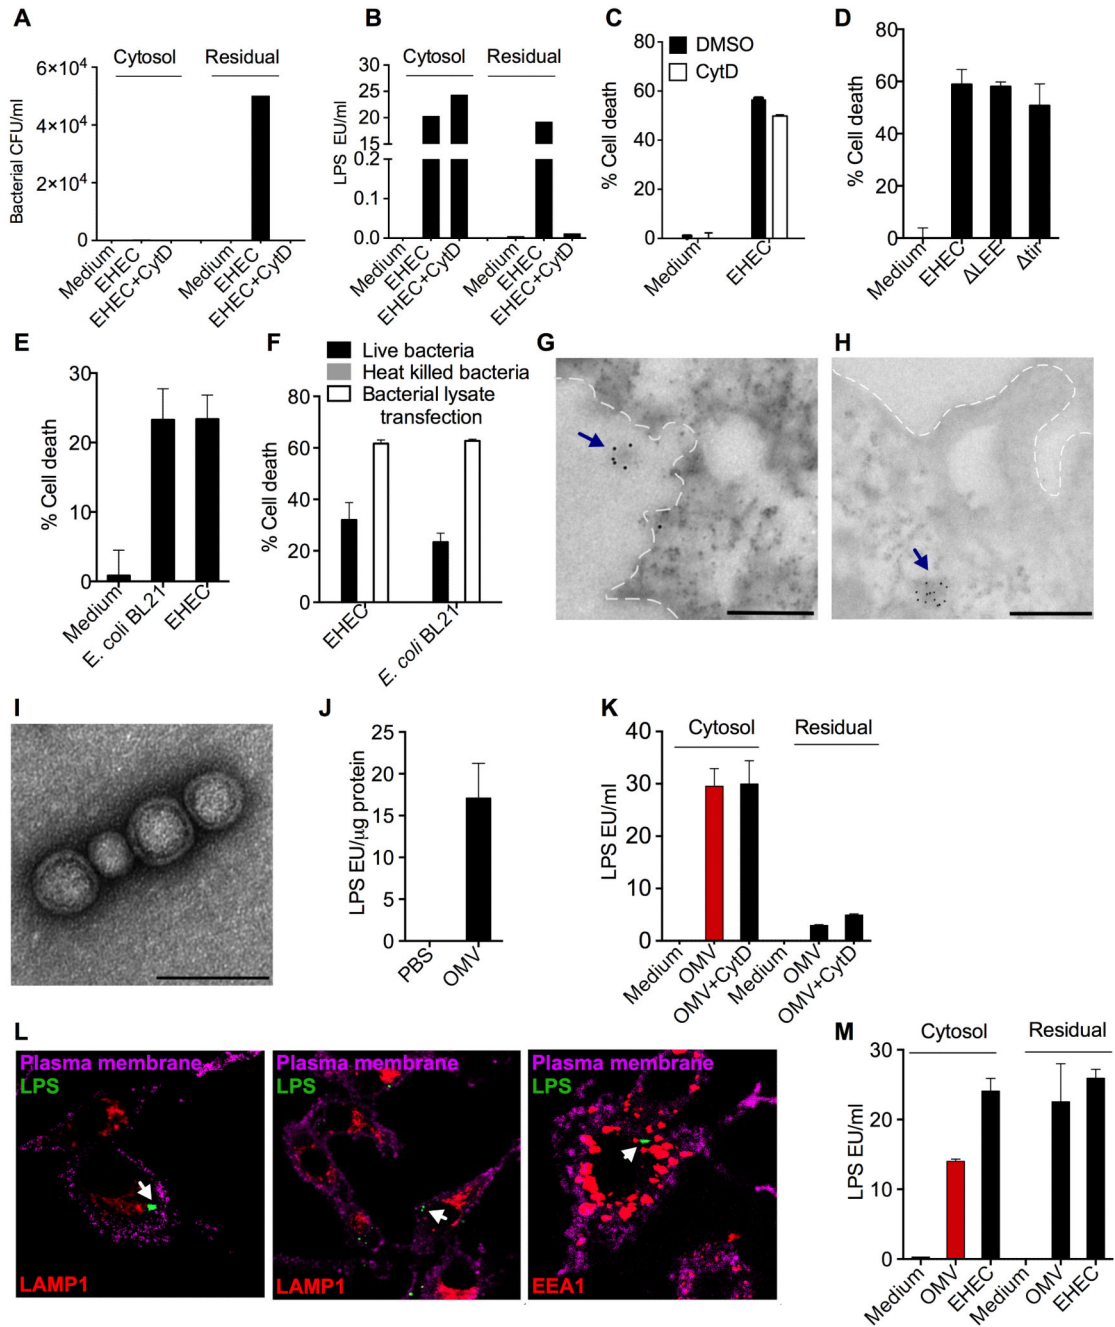 A
Cytosol
Residual
Bacterial CFU/ml
6×10⁴
4×10⁴
2×10⁴
0
Medium
EHEC
EHEC+CytD
Medium
EHEC
EHEC+CytD
B
Cytosol
Residual
LPS EU/ml
30
25
20
15
0.2
0.1
0.0
Medium
EHEC
EHEC+CytD
Medium
EHEC
EHEC+CytD
C
DMSO
CytD
% Cell death
80
60
40
20
0
Medium
EHEC
D
% Cell death
80
60
40
20
0
Medium
EHEC
ΔLEE
Δtir
E
% Cell death
30
20
10
0
Medium
E. coli BL21
EHEC
F
Live bacteria
Heat killed bacteria
Bacterial lysate
transfection
% Cell death
80
60
40
20
0
EHEC
E. coli BL21
G
H
I
J
LPS EU/μg protein
25
20
15
10
5
0
PBS
OMV
K
Cytosol
Residual
LPS EU/ml
40
30
20
10
0
Medium
OMV
OMV+CytD
Medium
OMV
OMV+CytD
L
Plasma membrane
LPS
LAMP1
Plasma membrane
LPS
LAMP1
Plasma membrane
LPS
EEA1
M
Cytosol
Residual
LPS EU/ml
30
20
10
0
Medium
OMV
EHEC
Medium
OMV
EHEC